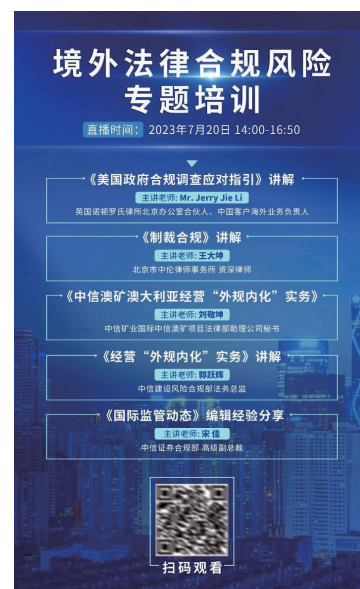 境外法律合规风险
专题培训
直播时间： 2023年7月20日 14:00-16:50
《美国政府合规调查应对指引》讲解
主讲老师: Mr. Jerry Jie Li
英国诺顿罗氏律所北京办公室合伙人、中国客户海外业务负责人
《制裁合规》讲解
主讲老师: 王大坤
北京市中伦律师事务所 资深律师
《中信澳矿澳大利亚经营“外规内化”实务》
主讲老师: 刘敬坤
中信矿业国际中信澳矿项目法律部助理公司秘书
《经营“外规内化”实务》讲解
主讲老师: 郭跃辉
中信建设风险合规部法务总监
《国际监管动态》编辑经验分享
主讲老师: 宋佳
中信证券合规部 高级副总裁
扫码观看